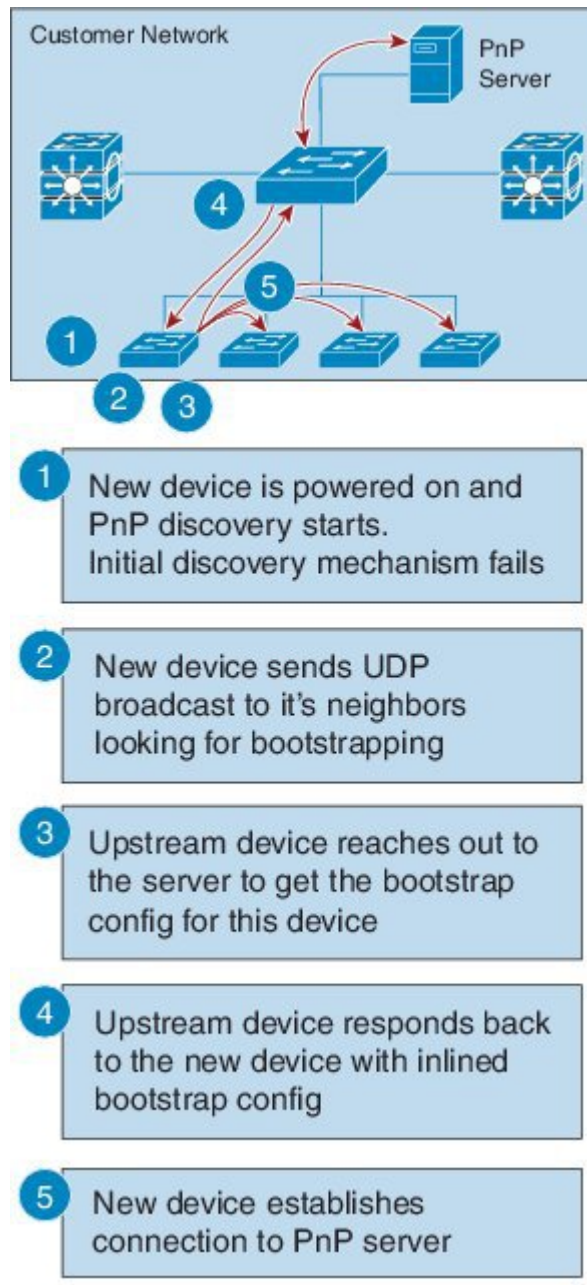 Customer Network
PnP
Server
4
5
1
2
3
1
New device is powered on and
PnP discovery starts.
Initial discovery mechanism fails
2
New device sends UDP
broadcast to it's neighbors
looking for bootstrapping
3
Upstream device reaches out to
the server to get the bootstrap
config for this device
4
Upstream device responds back
to the new device with inlined
bootstrap config
5
New device establishes
connection to PnP server